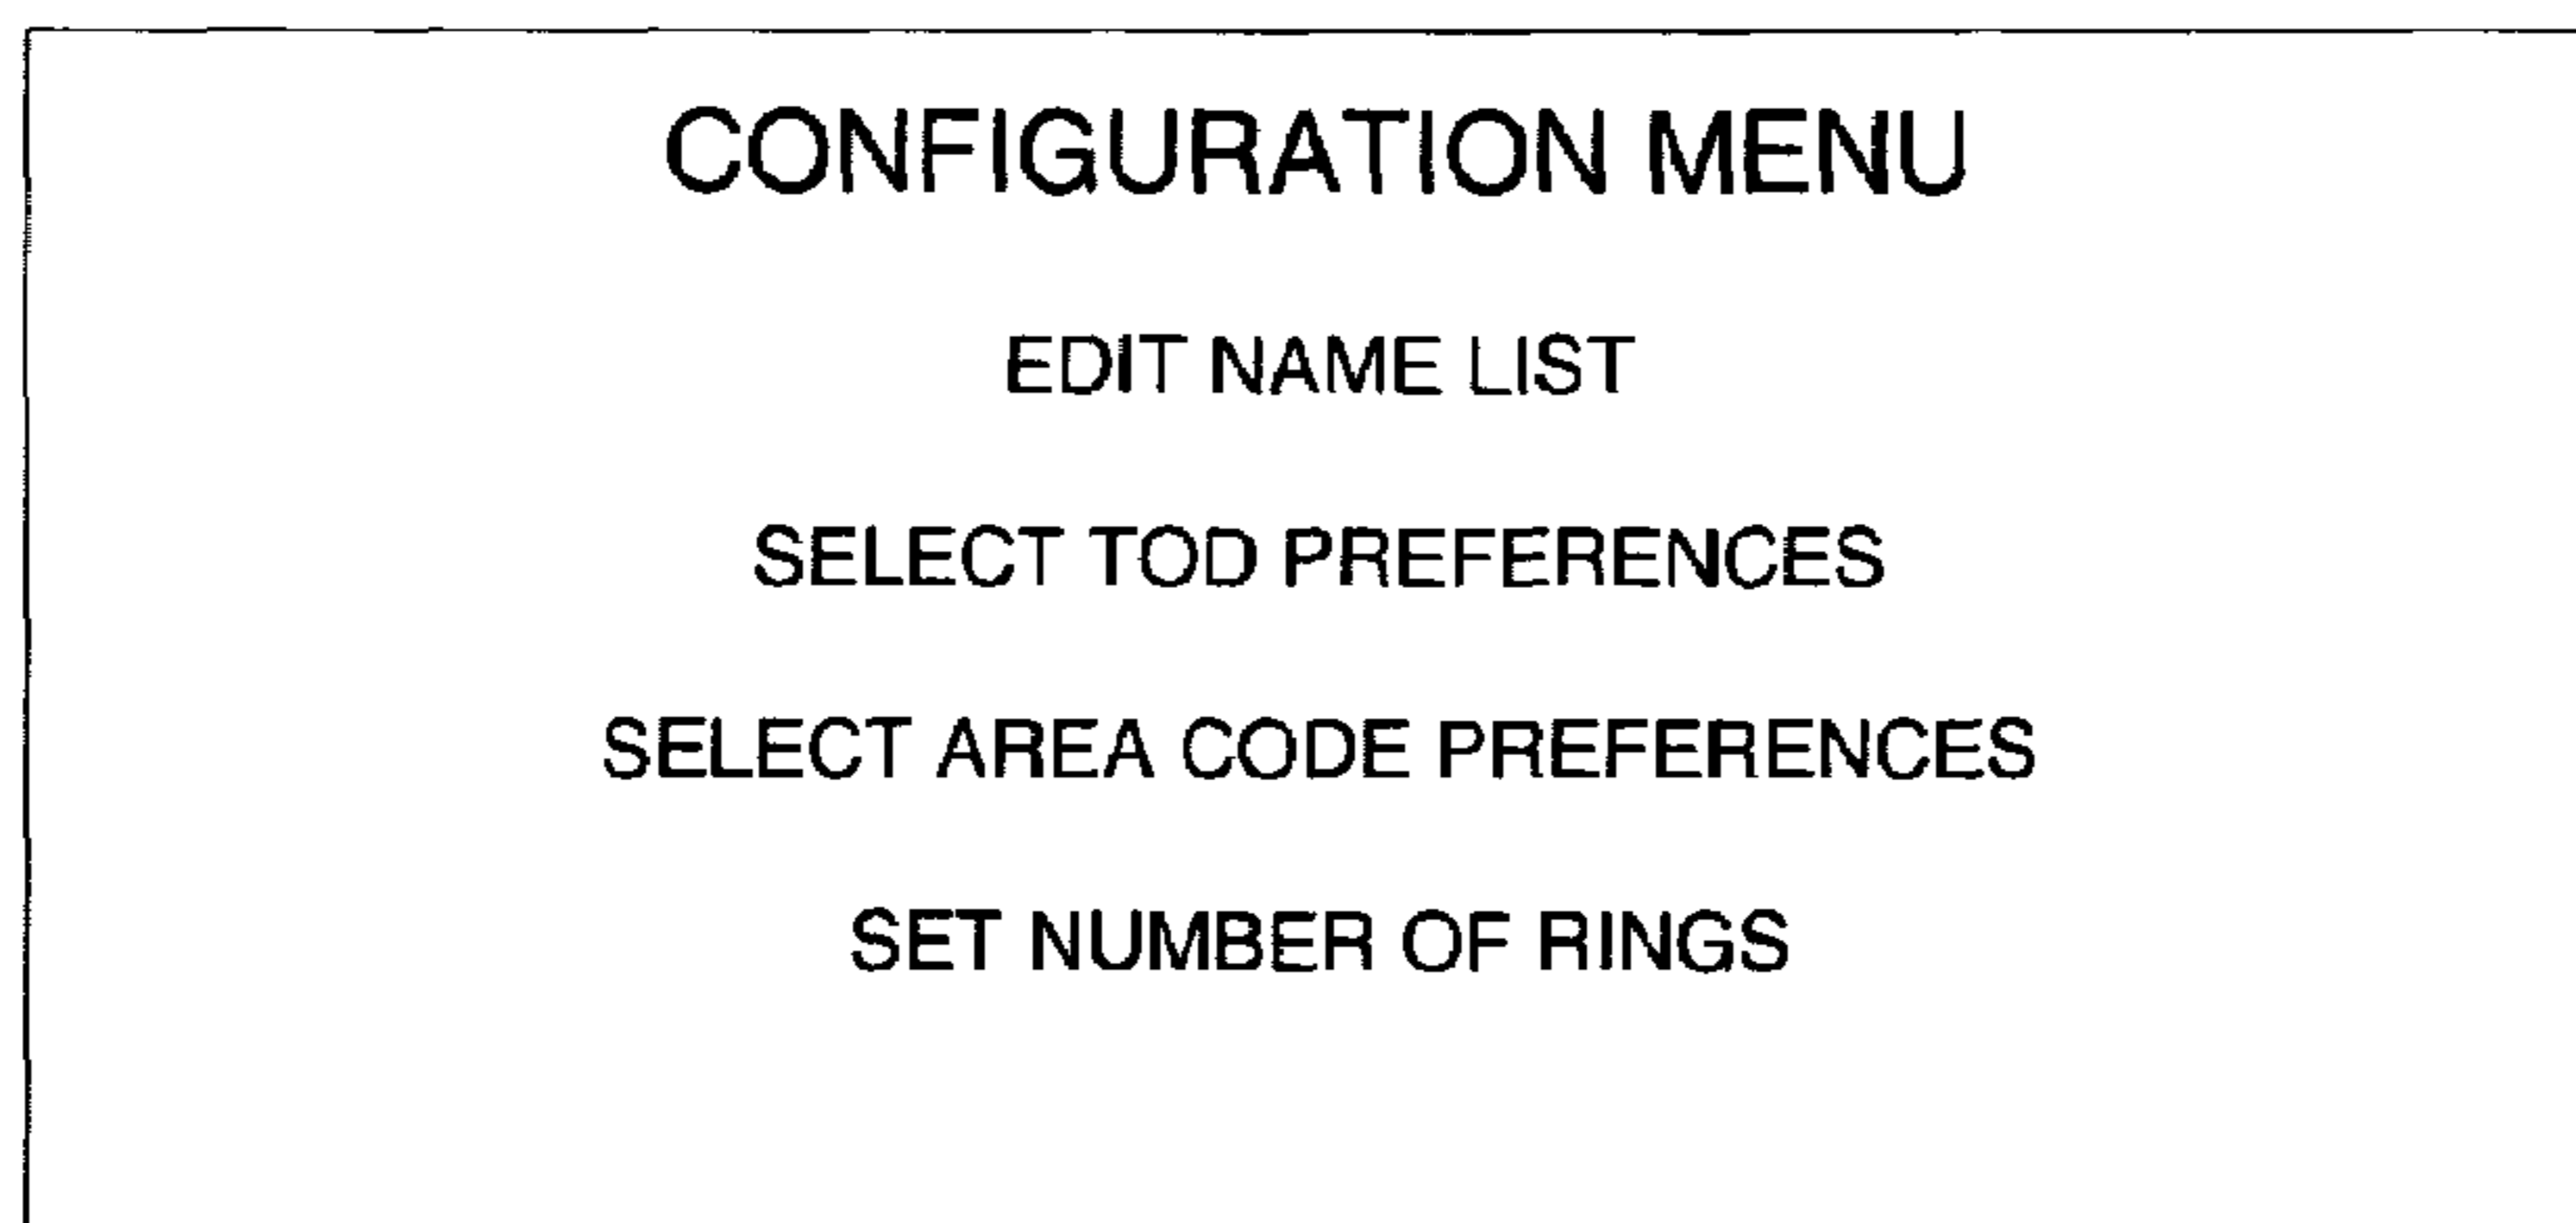 CONFIGURATION MENU
EDIT NAME LIST
SELECT TOD PREFERENCES
SELECT AREA CODE PREFERENCES
SET NUMBER OF RINGS